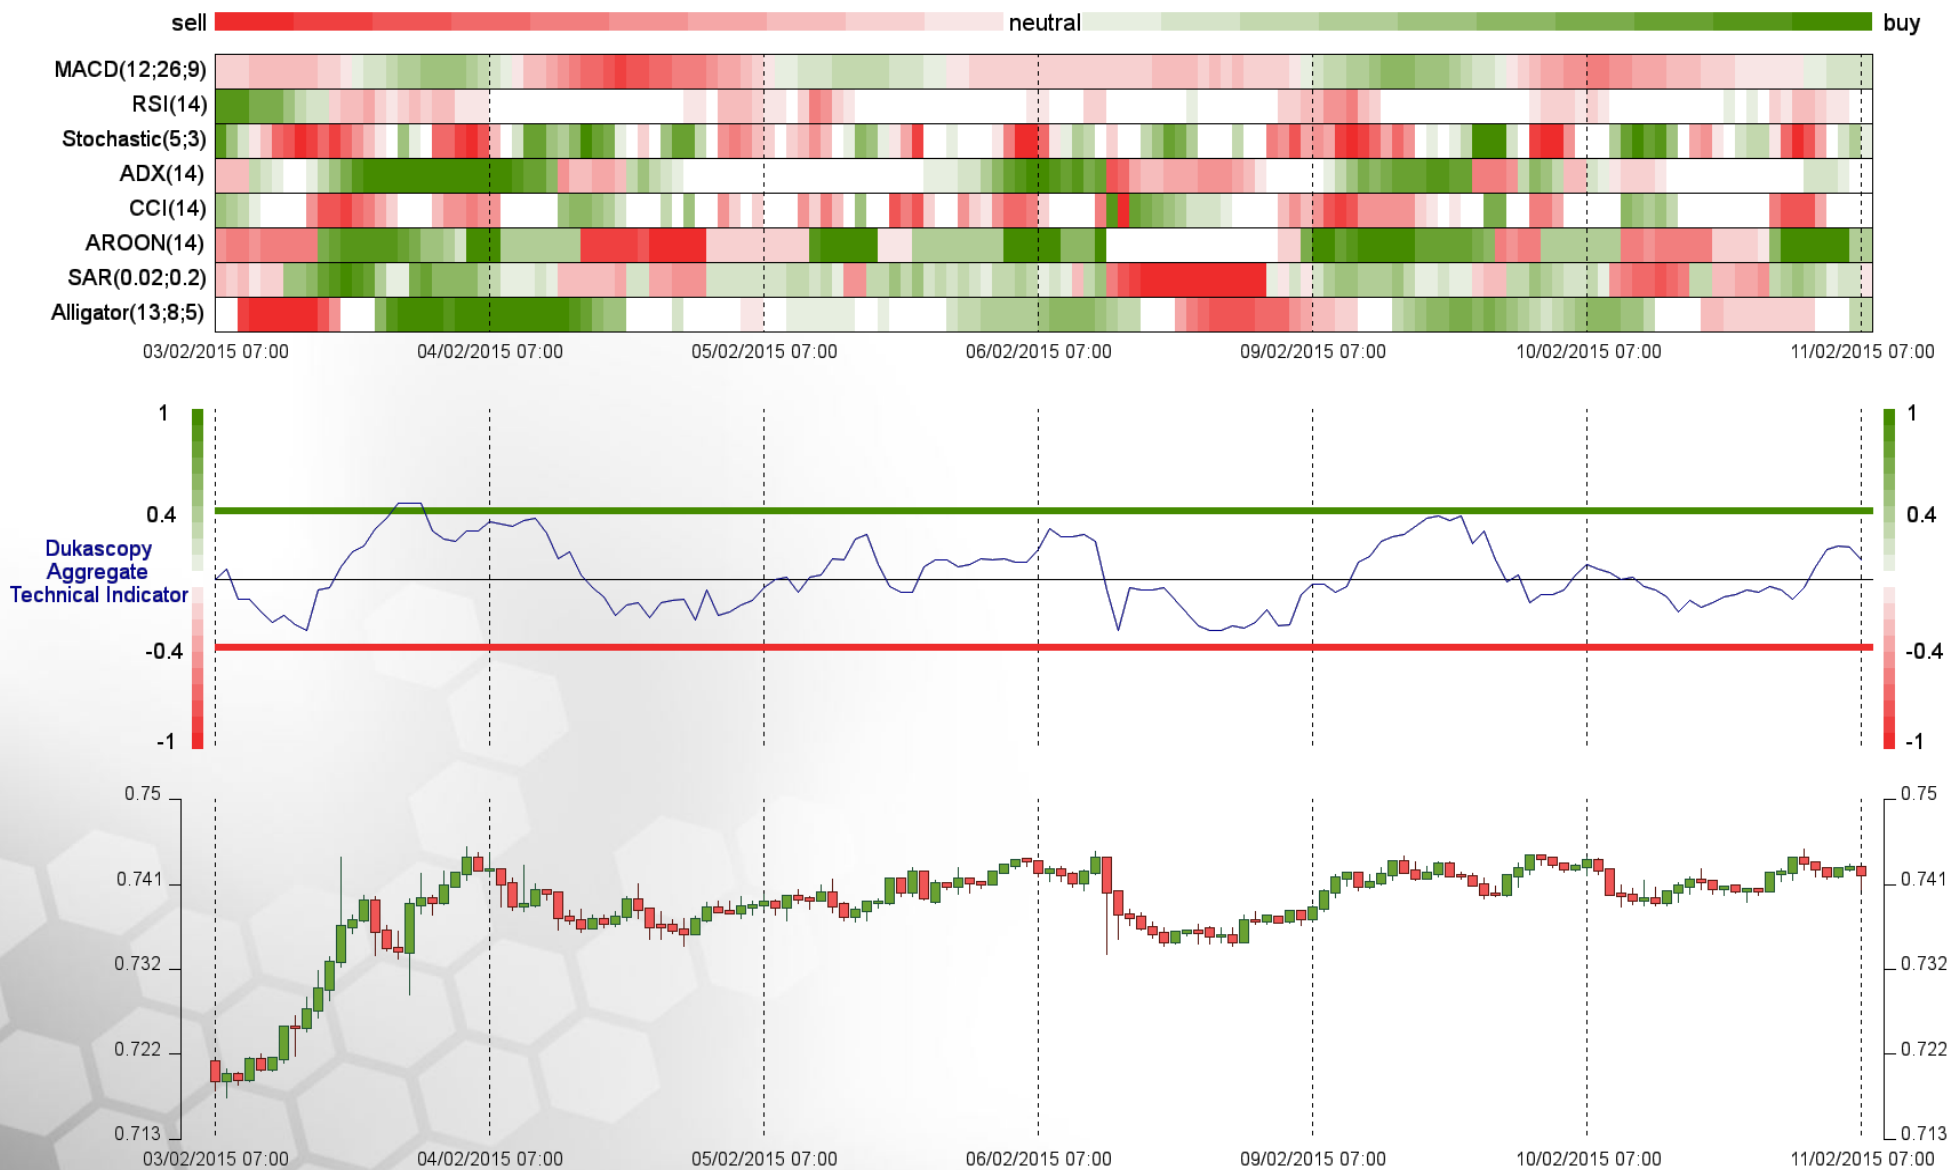 sell neutral buy
MACD(12;26;9)
RSI(14)
Stochastic(5;3)
ADX(14)
CCI(14)
AROON(14)
SAR(0.02;0.2)
Alligator(13;8;5)
03/02/2015 07:00 04/02/2015 07:00 05/02/2015 07:00 06/02/2015 07:00 09/02/2015 07:00 10/02/2015 07:00 11/02/2015 07:00
1 1
0.4 0.4
Dukascopy
Aggregate
Technical Indicator
-0.4 -0.4
-1 -1
0.75 0.75
0.741 0.741
0.732 0.732
0.722 0.722
0.713 0.713
03/02/2015 07:00 04/02/2015 07:00 05/02/2015 07:00 06/02/2015 07:00 09/02/2015 07:00 10/02/2015 07:00 11/02/2015 07:00